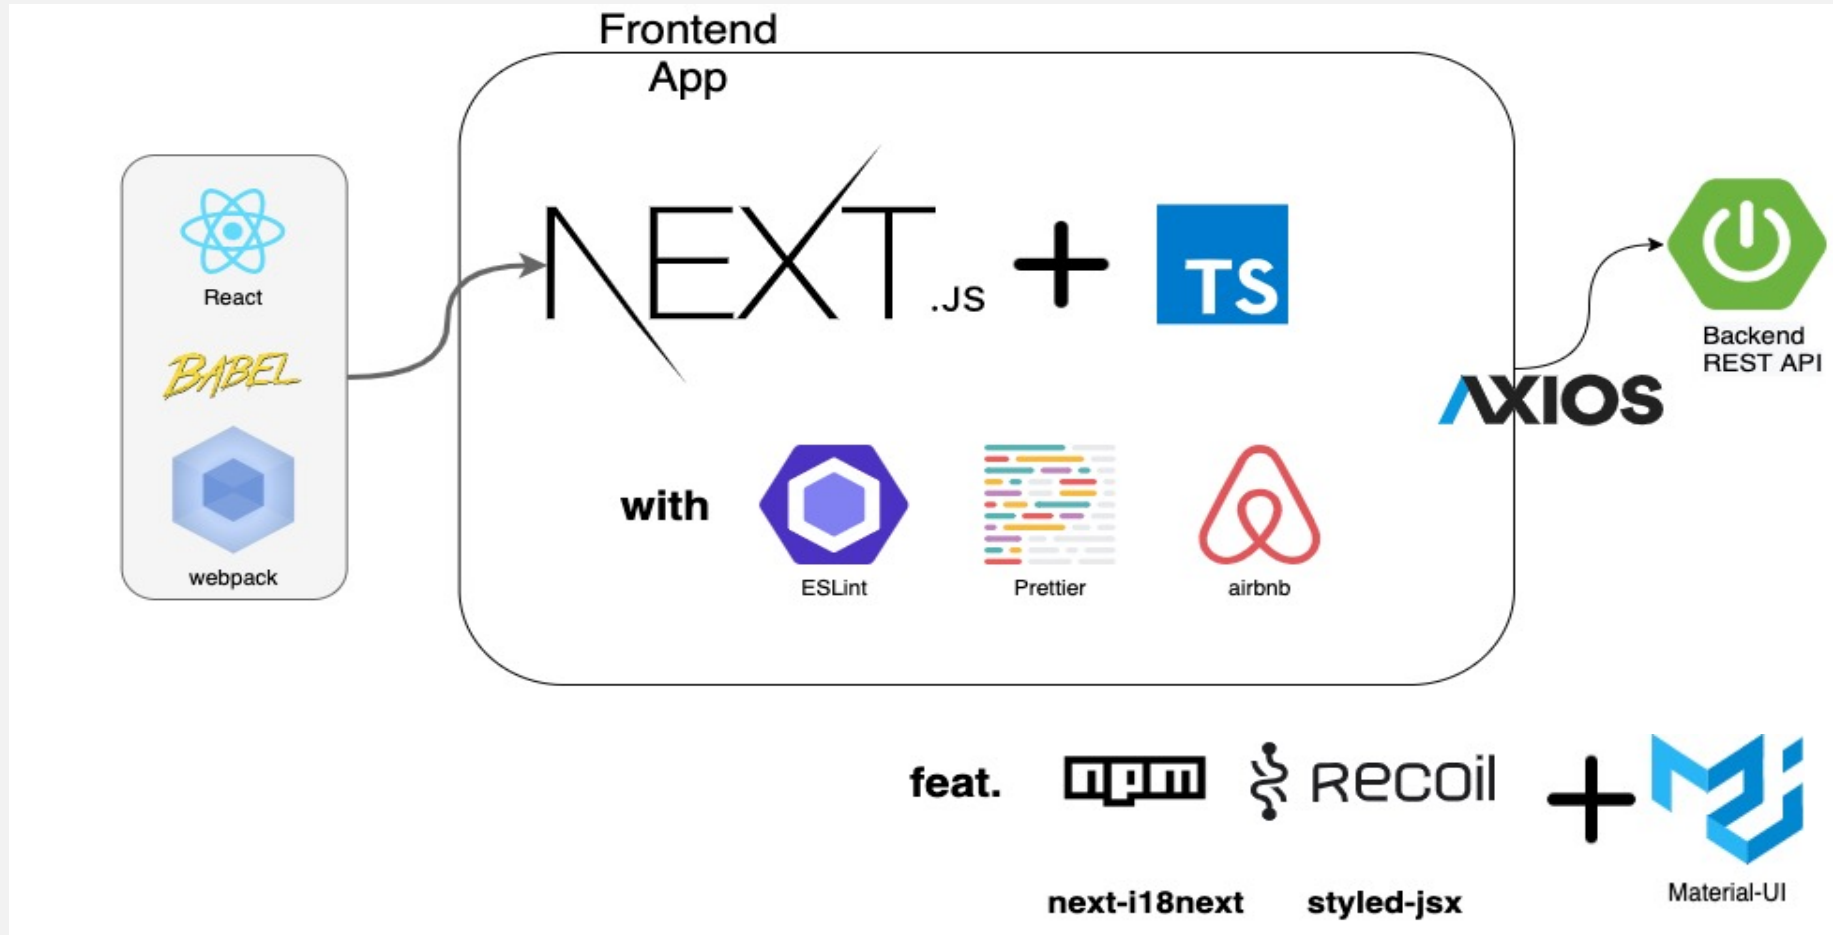 Frontend
App
React
BABEL
webpack
NEXT.JS
TS
Backend
REST API
AXIOS
with
ESLint
Prettier
airbnb
feat.
npm
Recoil
Material-UI
next-i18next
styled-jsx